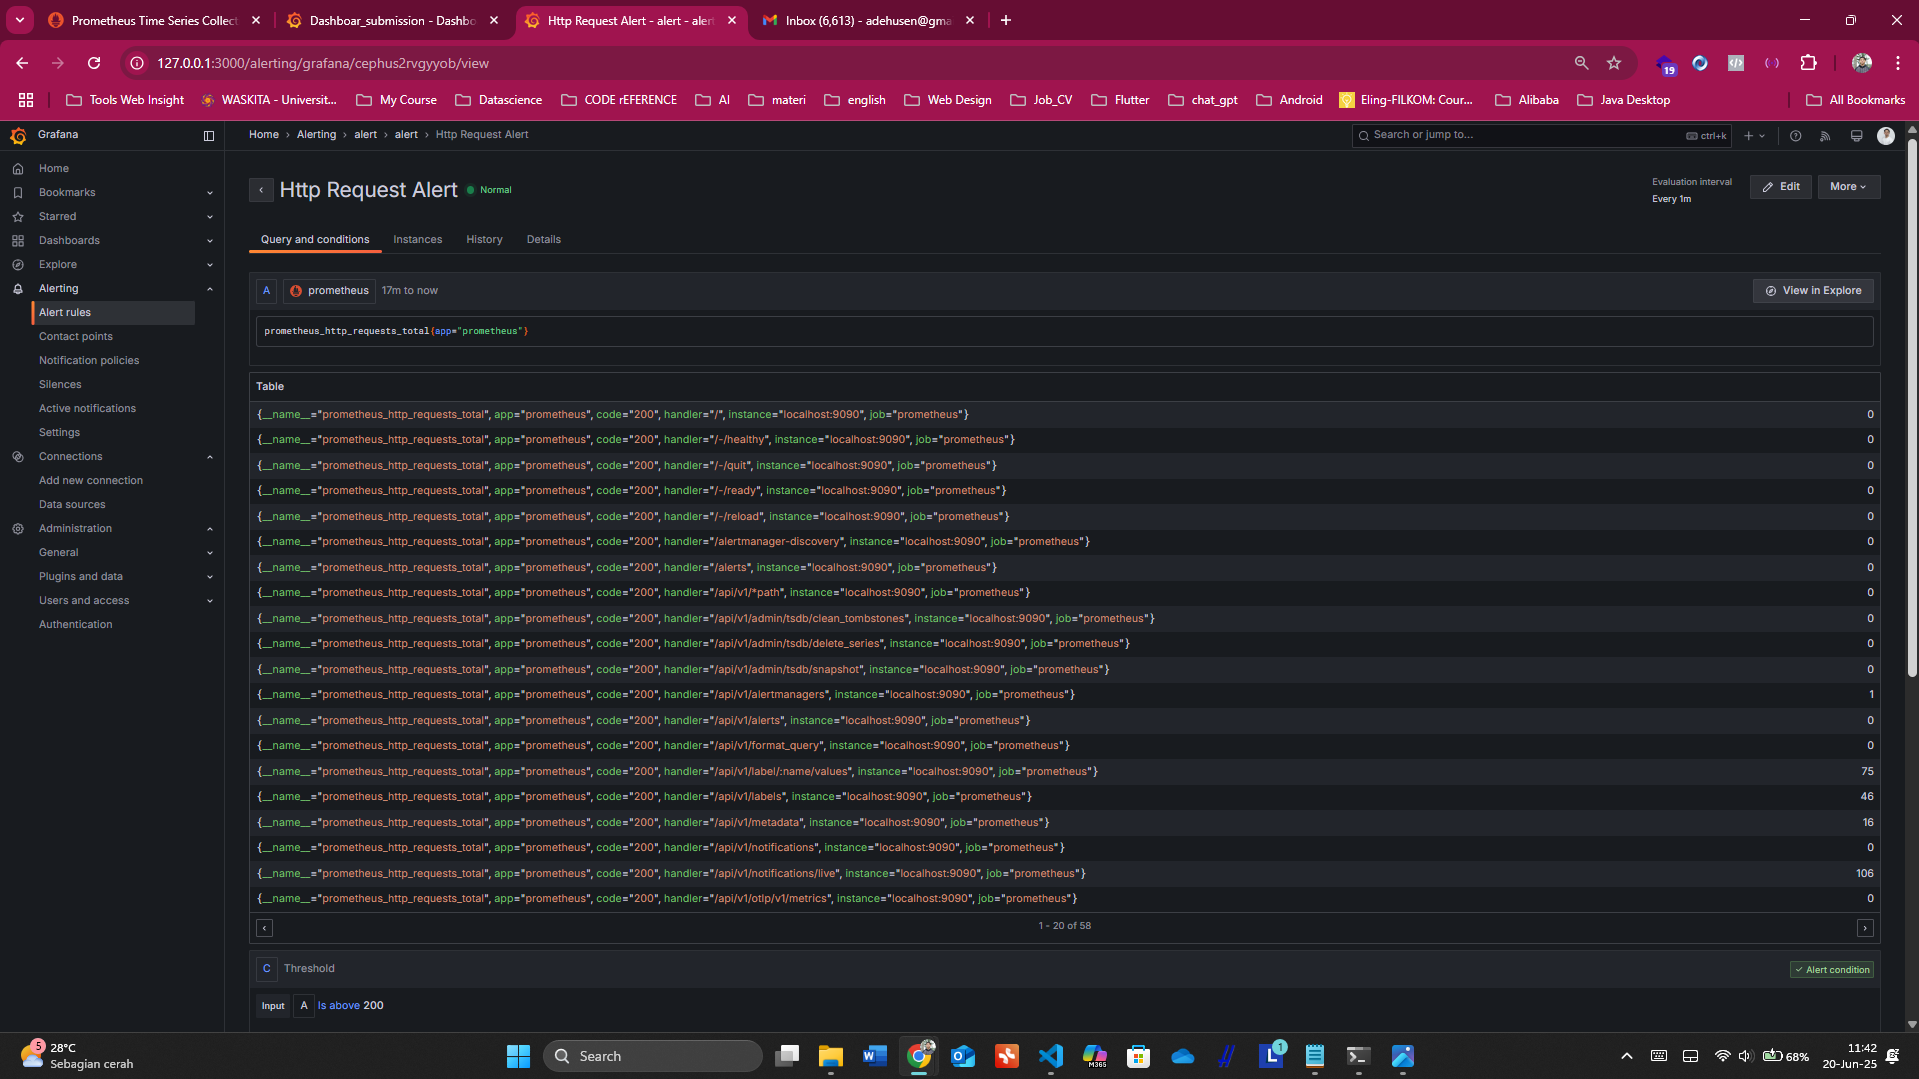 Prometheus Time Series Collect
Dashboar_submission - Dashbo
Http Request Alert - alert - aler
Inbox (6,613) - adehusen@gma
127.0.0.1:3000/alerting/grafana/cephus2rvgyyob/view
19
Tools Web Insight
WASKITA - Universit...
My Course
Datascience
CODE rEFERENCE
AI
materi
english
Web Design
Job_CV
Flutter
chat_gpt
Android
Eling-FILKOM: Cour...
Alibaba
Java Desktop
All Bookmarks
Grafana
Home › Alerting › alert › alert › Http Request Alert
Search or jump to...
ctrl+k
Home
Bookmarks
Starred
Dashboards
Explore
Alerting
Alert rules
Contact points
Notification policies
Silences
Active notifications
Settings
Connections
Add new connection
Data sources
Administration
General
Plugins and data
Users and access
Authentication
Http Request Alert
Normal
Evaluation interval
Every 1m
Edit
More
Query and conditions
Instances
History
Details
A
prometheus
17m to now
View in Explore
prometheus_http_requests_total{app="prometheus"}
Table
{__name__="prometheus_http_requests_total", app="prometheus", code="200", handler="/", instance="localhost:9090", job="prometheus"} 0
{__name__="prometheus_http_requests_total", app="prometheus", code="200", handler="/-/healthy", instance="localhost:9090", job="prometheus"} 0
{__name__="prometheus_http_requests_total", app="prometheus", code="200", handler="/-/quit", instance="localhost:9090", job="prometheus"} 0
{__name__="prometheus_http_requests_total", app="prometheus", code="200", handler="/-/ready", instance="localhost:9090", job="prometheus"} 0
{__name__="prometheus_http_requests_total", app="prometheus", code="200", handler="/-/reload", instance="localhost:9090", job="prometheus"} 0
{__name__="prometheus_http_requests_total", app="prometheus", code="200", handler="/alertmanager-discovery", instance="localhost:9090", job="prometheus"} 0
{__name__="prometheus_http_requests_total", app="prometheus", code="200", handler="/alerts", instance="localhost:9090", job="prometheus"} 0
{__name__="prometheus_http_requests_total", app="prometheus", code="200", handler="/api/v1/*path", instance="localhost:9090", job="prometheus"} 0
{__name__="prometheus_http_requests_total", app="prometheus", code="200", handler="/api/v1/admin/tsdb/clean_tombstones", instance="localhost:9090", job="prometheus"} 0
{__name__="prometheus_http_requests_total", app="prometheus", code="200", handler="/api/v1/admin/tsdb/delete_series", instance="localhost:9090", job="prometheus"} 0
{__name__="prometheus_http_requests_total", app="prometheus", code="200", handler="/api/v1/admin/tsdb/snapshot", instance="localhost:9090", job="prometheus"} 0
{__name__="prometheus_http_requests_total", app="prometheus", code="200", handler="/api/v1/alertmanagers", instance="localhost:9090", job="prometheus"} 1
{__name__="prometheus_http_requests_total", app="prometheus", code="200", handler="/api/v1/alerts", instance="localhost:9090", job="prometheus"} 0
{__name__="prometheus_http_requests_total", app="prometheus", code="200", handler="/api/v1/format_query", instance="localhost:9090", job="prometheus"} 0
{__name__="prometheus_http_requests_total", app="prometheus", code="200", handler="/api/v1/label/:name/values", instance="localhost:9090", job="prometheus"} 75
{__name__="prometheus_http_requests_total", app="prometheus", code="200", handler="/api/v1/labels", instance="localhost:9090", job="prometheus"} 46
{__name__="prometheus_http_requests_total", app="prometheus", code="200", handler="/api/v1/metadata", instance="localhost:9090", job="prometheus"} 16
{__name__="prometheus_http_requests_total", app="prometheus", code="200", handler="/api/v1/notifications", instance="localhost:9090", job="prometheus"} 0
{__name__="prometheus_http_requests_total", app="prometheus", code="200", handler="/api/v1/notifications/live", instance="localhost:9090", job="prometheus"} 106
{__name__="prometheus_http_requests_total", app="prometheus", code="200", handler="/api/v1/otlp/v1/metrics", instance="localhost:9090", job="prometheus"} 0
1 - 20 of 58
C
Threshold
Alert condition
Input A Is above 200
5
28°C
Sebagian cerah
Search
M365
1
68%
11:42
20-Jun-25